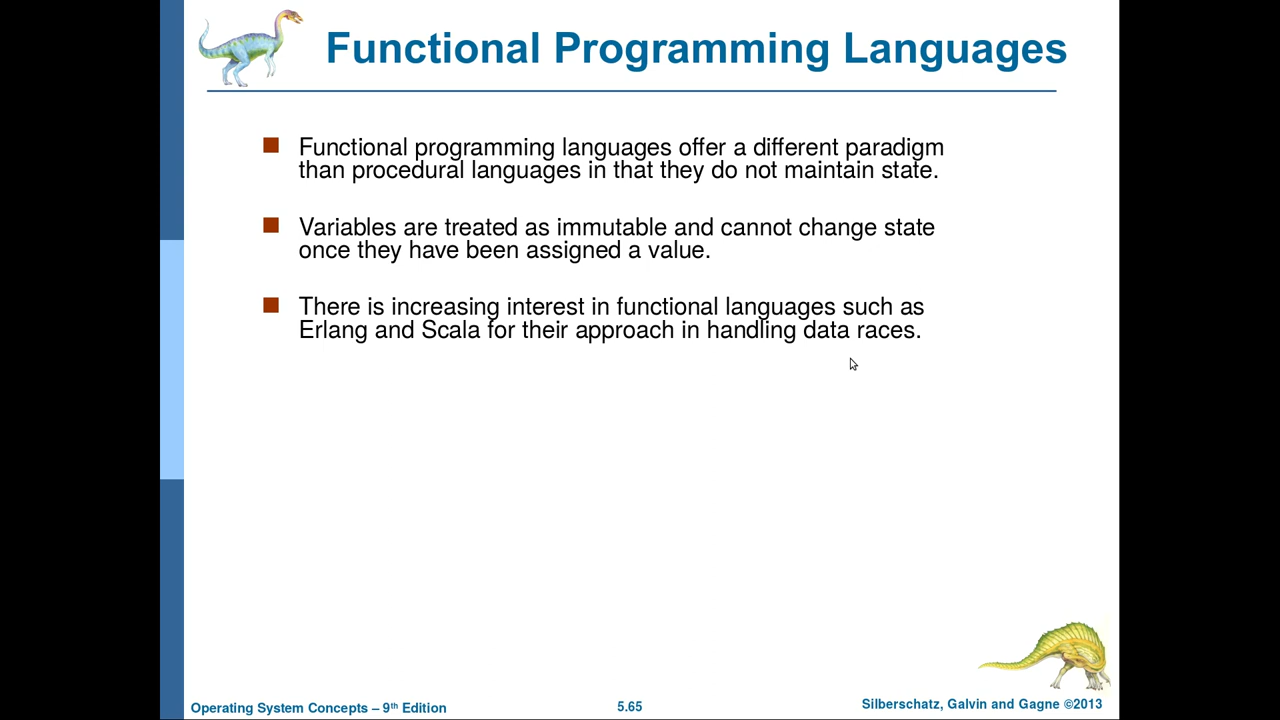 Functional Programming Languages
Functional programming languages offer a different paradigm
than procedural languages in that they do not maintain state.
Variables are treated as immutable and cannot change state
once they have been assigned a value.
There is increasing interest in functional languages such as
Erlang and Scala for their approach in handling data races.
Operating System Concepts – 9th Edition
5.65
Silberschatz, Galvin and Gagne ©2013